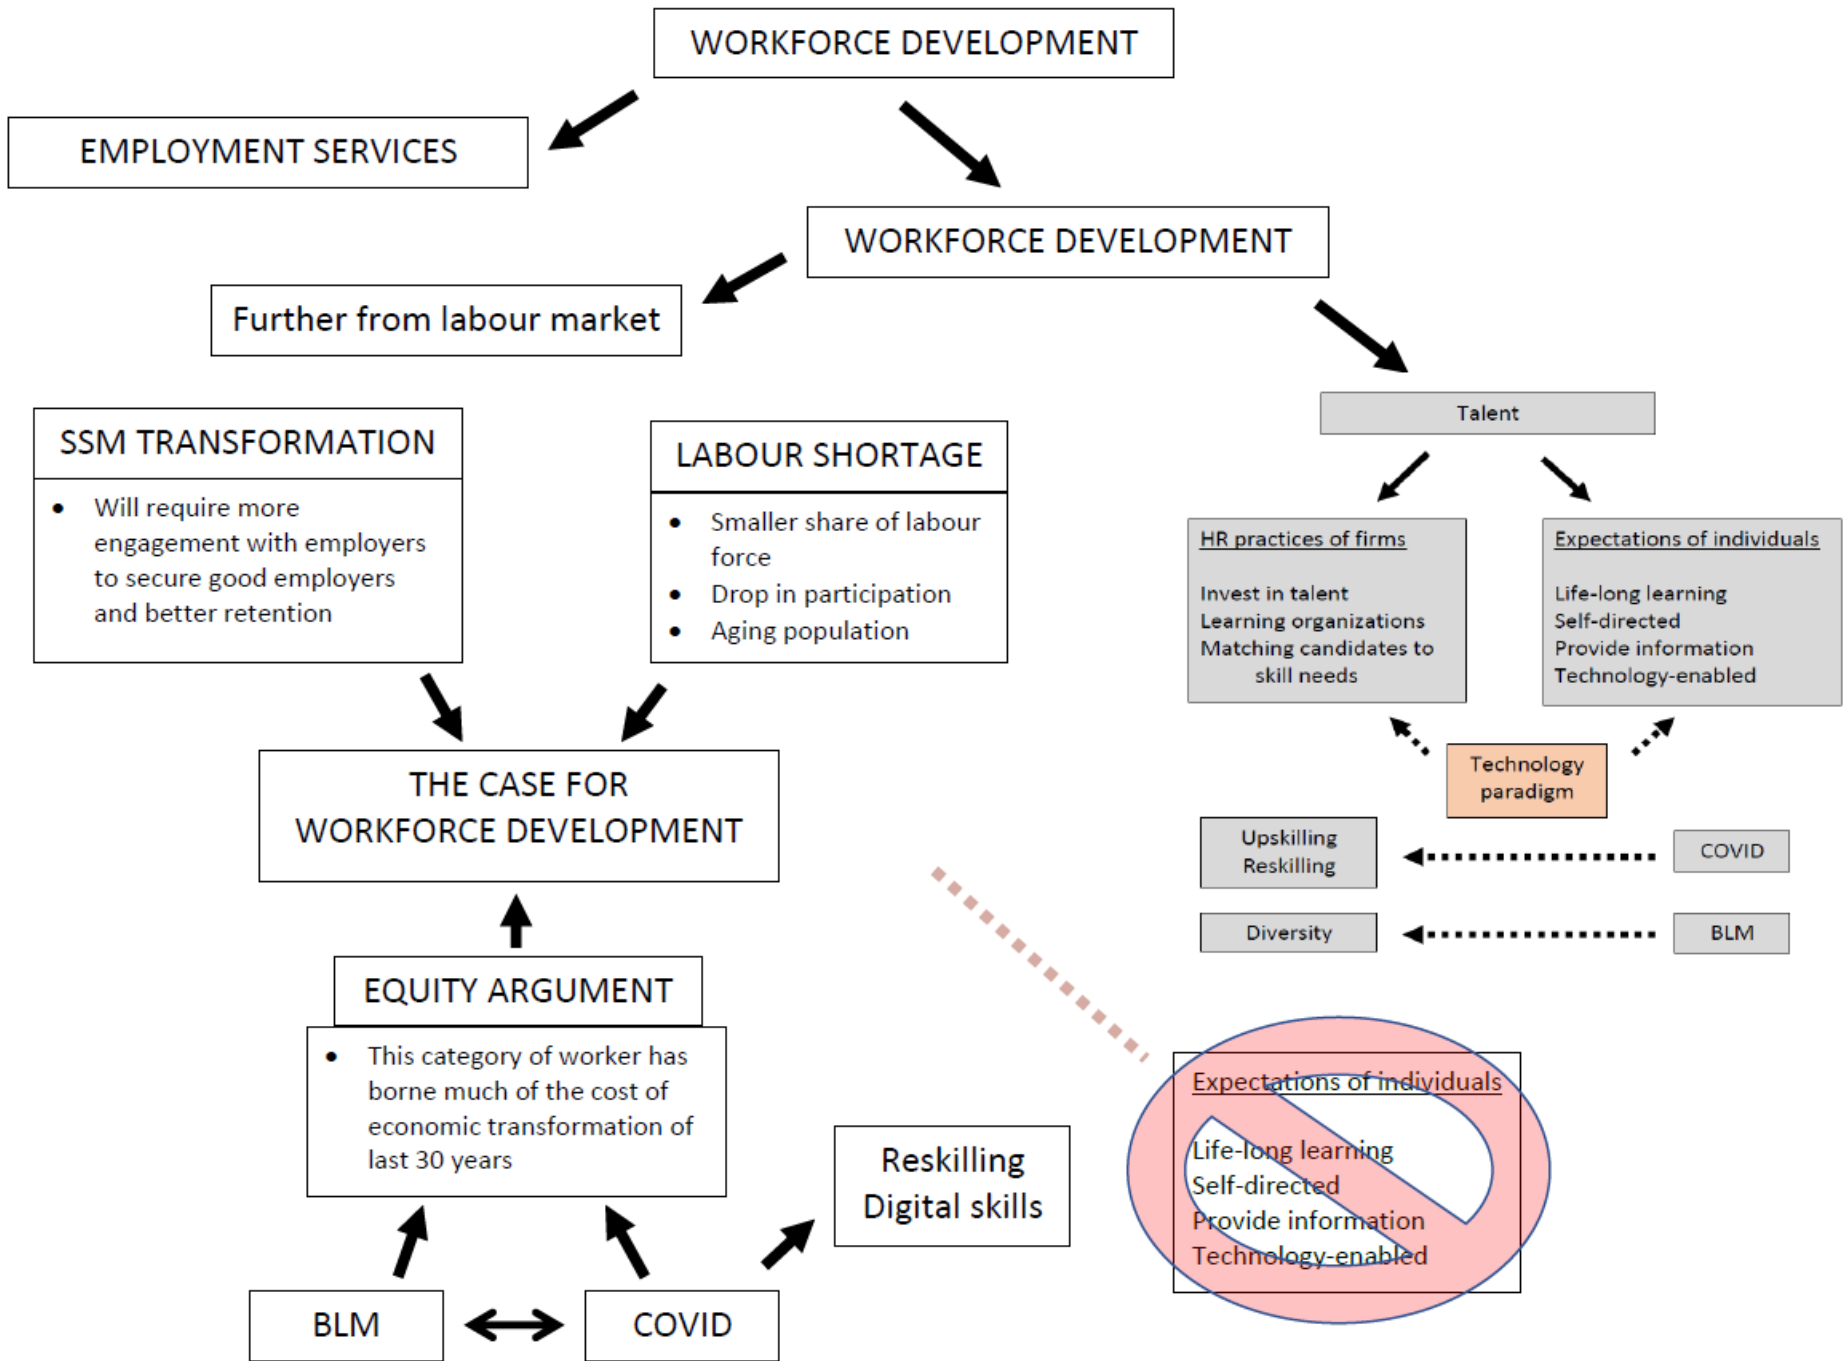 WORKFORCE DEVELOPMENT
EMPLOYMENT SERVICES
WORKFORCE DEVELOPMENT
Further from labour market
Talent
SSM TRANSFORMATION
• Will require more
engagement with employers
to secure good employers
and better retention
LABOUR SHORTAGE
• Smaller share of labour
force
• Drop in participation
• Aging population
HR practices of firms
Invest in talent
Learning organizations
Matching candidates to
skill needs
Expectations of individuals
Life-long learning
Self-directed
Provide information
Technology-enabled
Technology
paradigm
THE CASE FOR
WORKFORCE DEVELOPMENT
Upskilling
Reskilling
COVID
Diversity
BLM
EQUITY ARGUMENT
• This category of worker has
borne much of the cost of
economic transformation of
last 30 years
Reskilling
Digital skills
Expectations of individuals
Life-long learning
Self-directed
Provide information
Technology-enabled
BLM
COVID